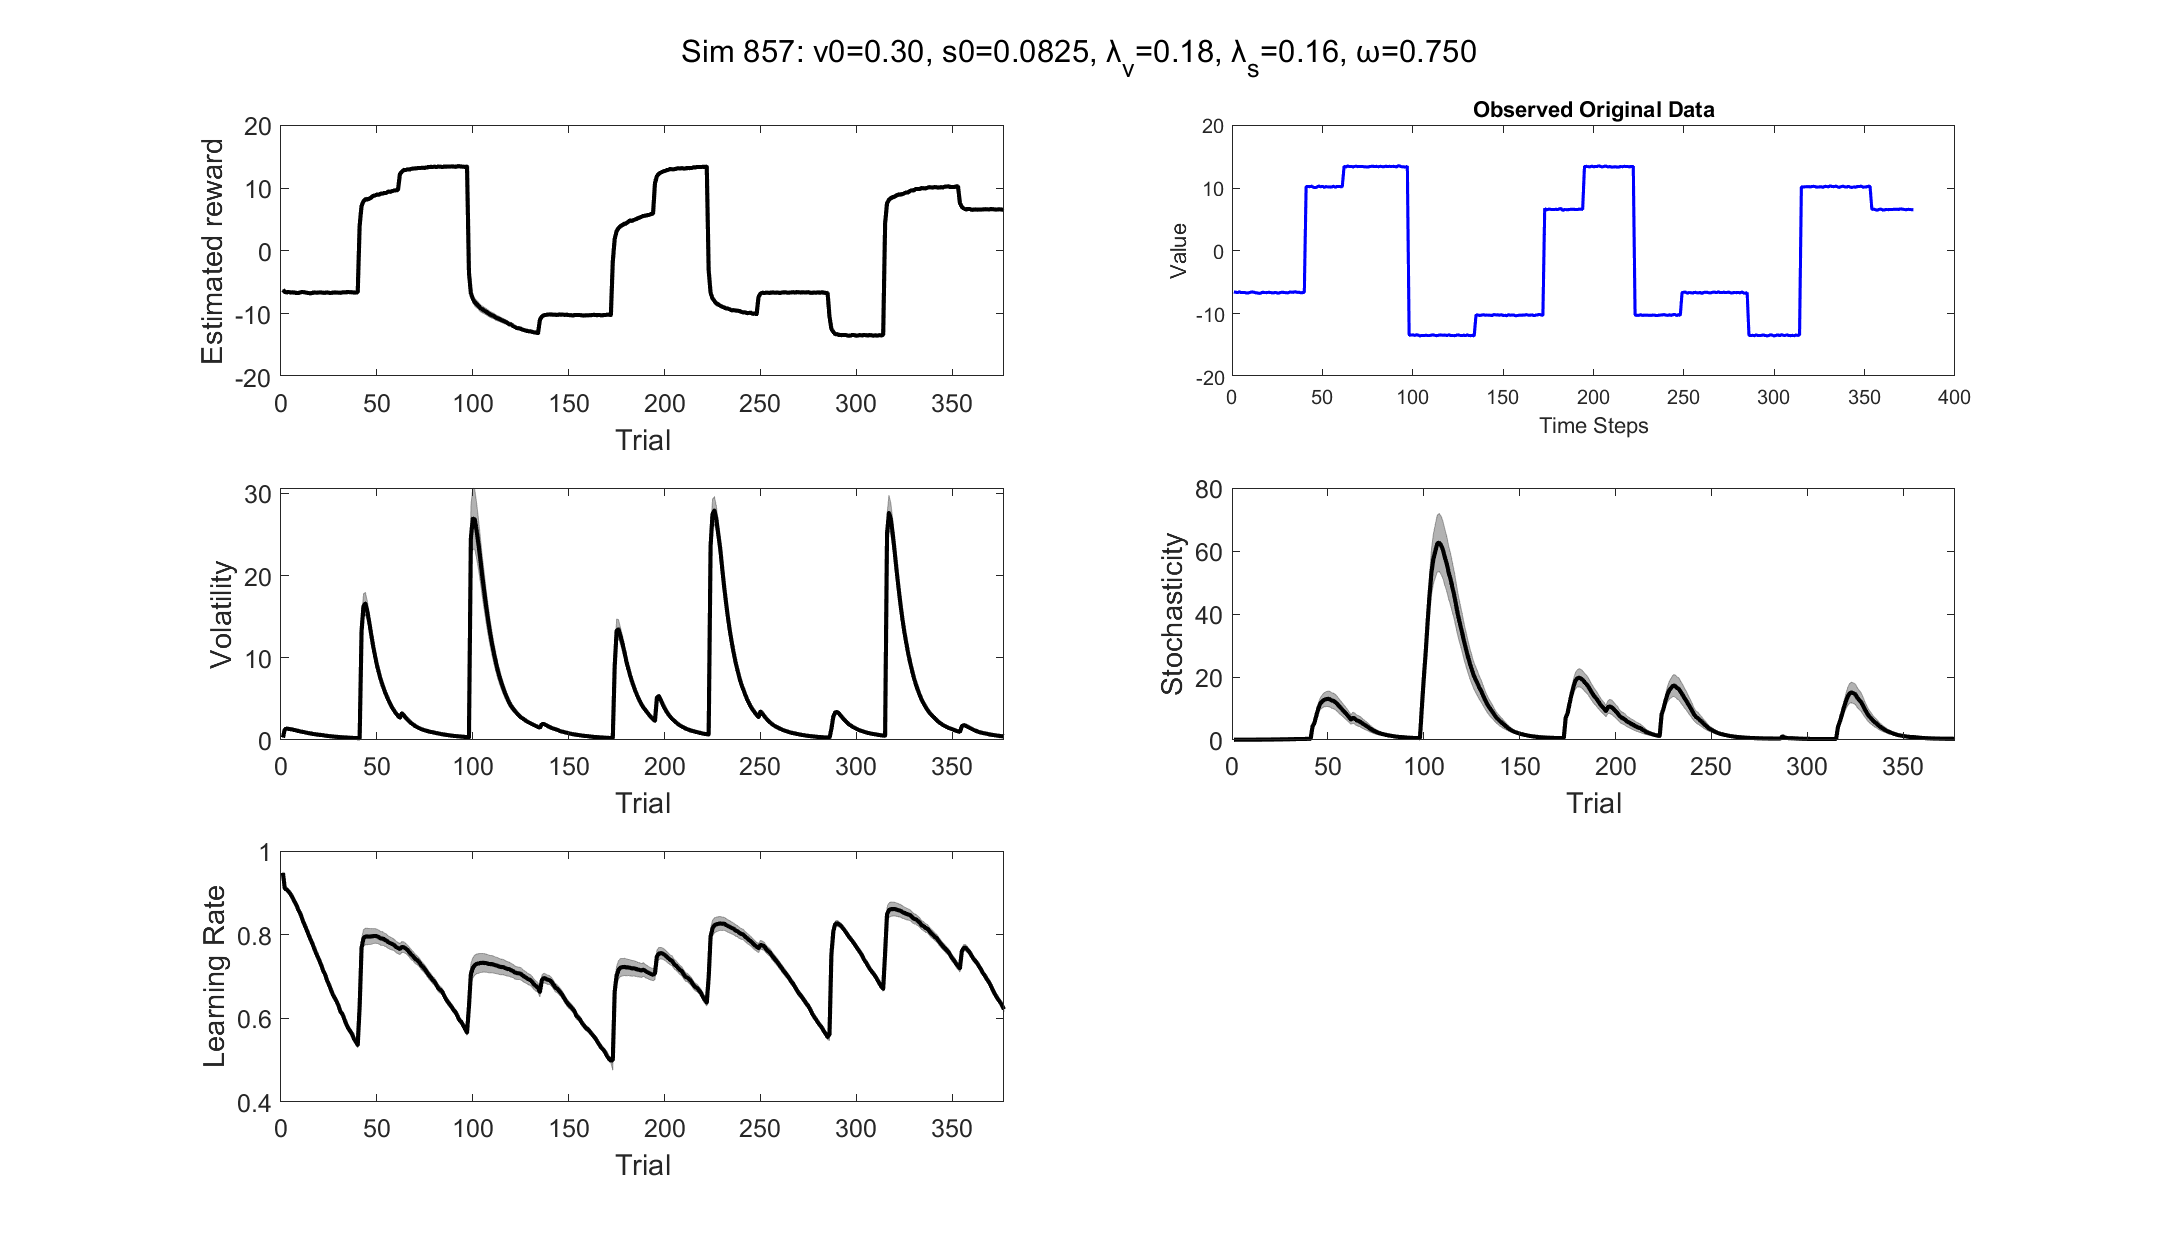 Sim 857: v0=0.30, s0=0.0825, λv=0.18, λs=0.16, ω=0.750
Estimated reward
20
10
0
-10
-20
0 50 100 150 200 250 300 350
Trial
Observed Original Data
Value
20
10
0
-10
-20
0 50 100 150 200 250 300 350 400
Time Steps
Volatility
30
20
10
0
0 50 100 150 200 250 300 350
Trial
Stochasticity
80
60
40
20
0
0 50 100 150 200 250 300 350
Trial
Learning Rate
1
0.8
0.6
0.4
0 50 100 150 200 250 300 350
Trial